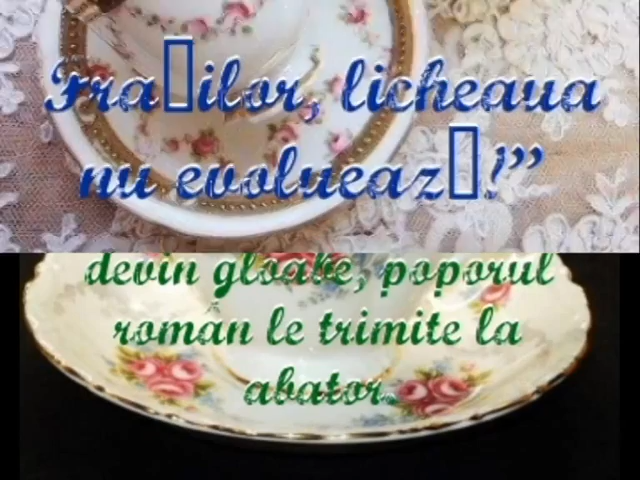 Fra▯ilor, licheaua
nu evolueaz▯!”
devin gloabe, poporul
român le trimite la
abator.